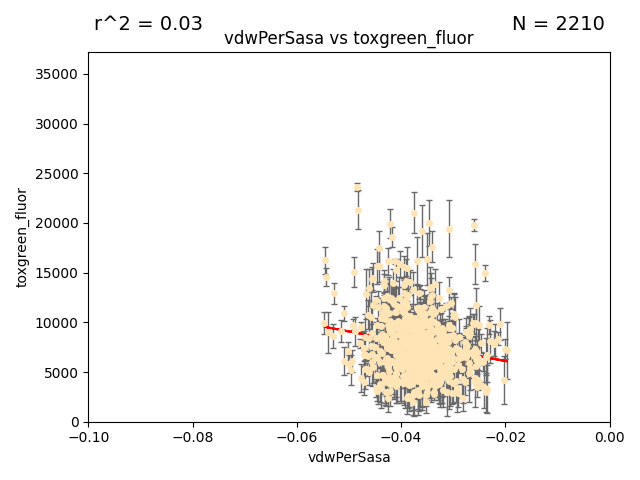 r^2 = 0.03
N = 2210
vdwPerSasa vs toxgreen_fluor
toxgreen_fluor
35000
30000
25000
20000
15000
10000
5000
0
−0.10
−0.08
−0.06
−0.04
−0.02
0.00
vdwPerSasa